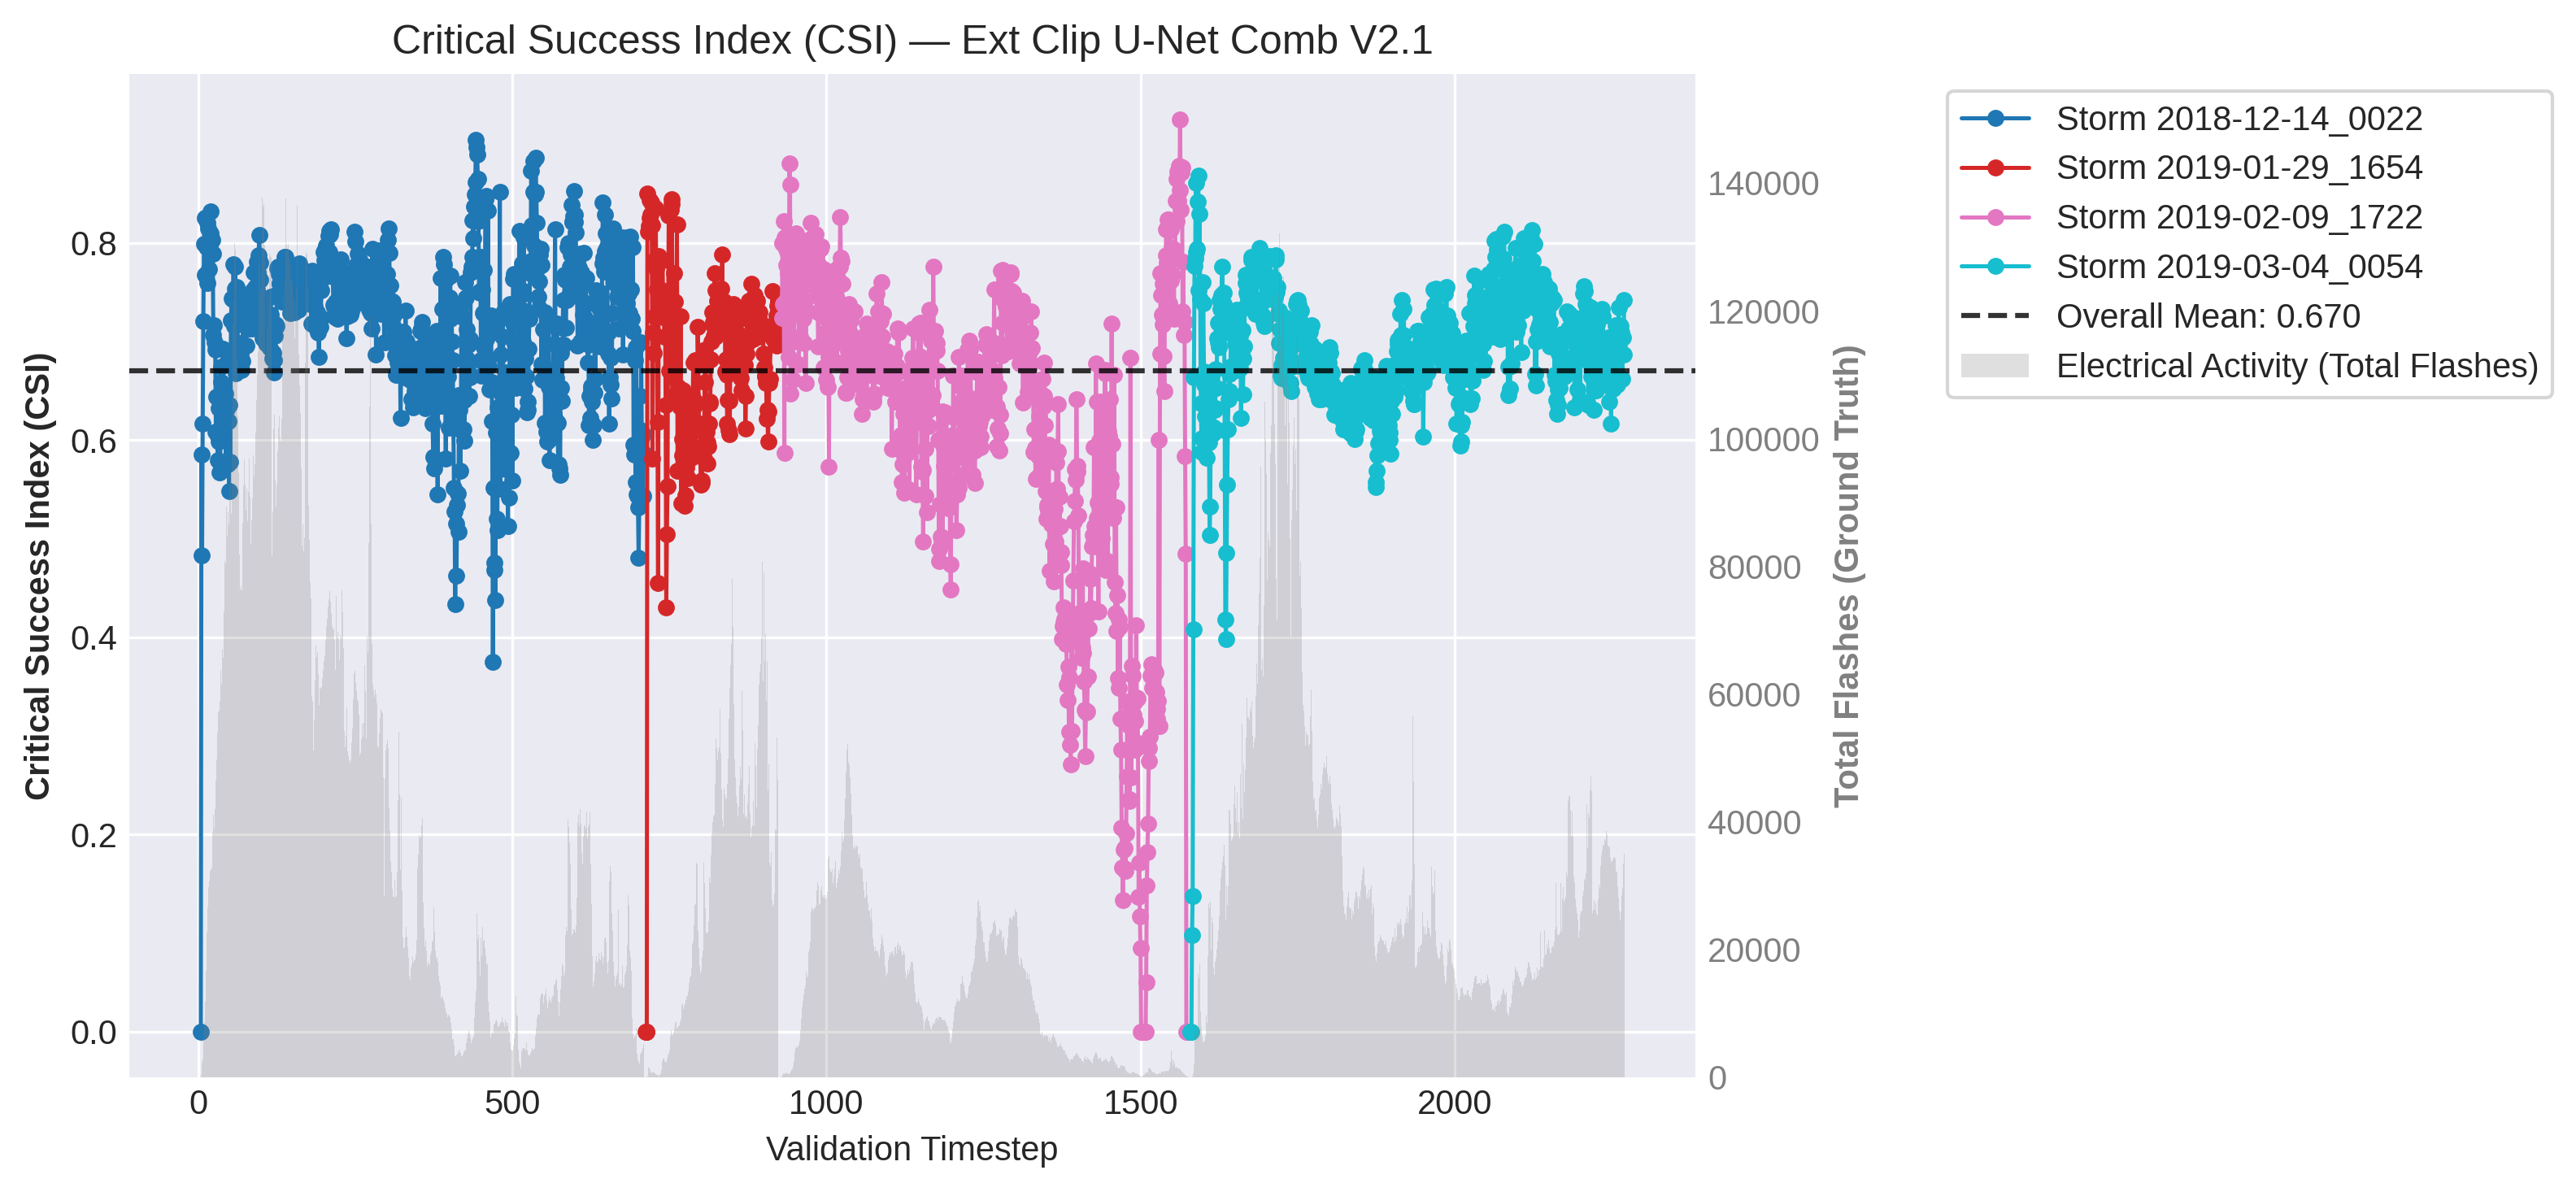 Critical Success Index (CSI) — Ext Clip U-Net Comb V2.1
Critical Success Index (CSI)
0.8
0.6
0.4
0.2
0.0
0
500
1000
1500
2000
Validation Timestep
140000
120000
100000
80000
60000
40000
20000
0
Total Flashes (Ground Truth)
Storm 2018-12-14_0022
Storm 2019-01-29_1654
Storm 2019-02-09_1722
Storm 2019-03-04_0054
Overall Mean: 0.670
Electrical Activity (Total Flashes)